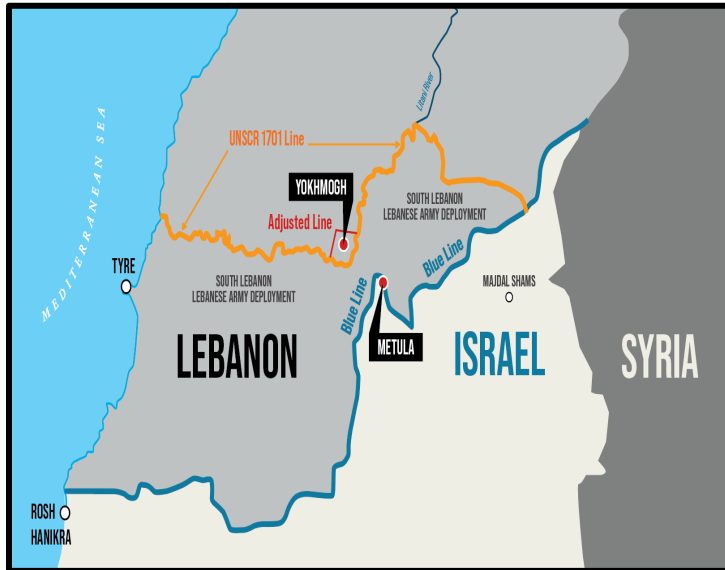 Litani River
MEDITERRANEAN SEA
UNSCR 1701 Line
YOKHMOGH
SOUTH LEBANON
LEBANESE ARMY DEPLOYMENT
Adjusted Line
Blue Line
TYRE
SOUTH LEBANON
LEBANESE ARMY DEPLOYMENT
MAJDAL SHAMS
Blue Line
METULA
LEBANON
ISRAEL
SYRIA
ROSH
HANIKRA